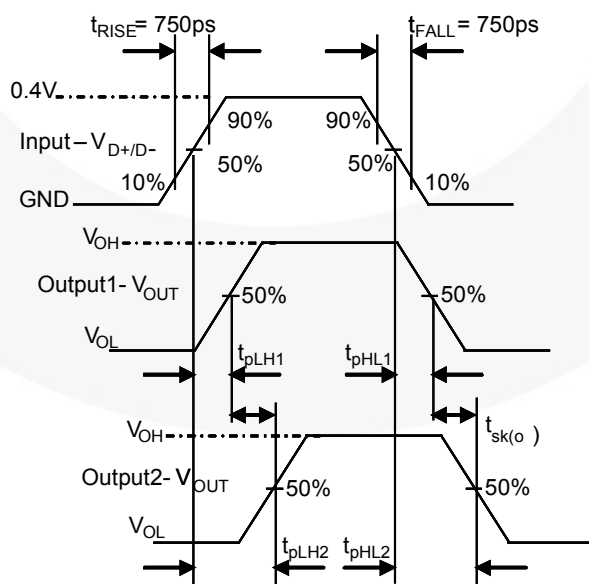 tRISE= 750ps
tFALL= 750ps
0.4V
90%
90%
Input–VD+/D-
50%
50%
10%
10%
GND
VOH
Output1-VOUT
50%
50%
VOL
tpLH1
tpHL1
VOH
tsk(o )
Output2-VOUT
50%
50%
VOL
tpLH2
tpHL2